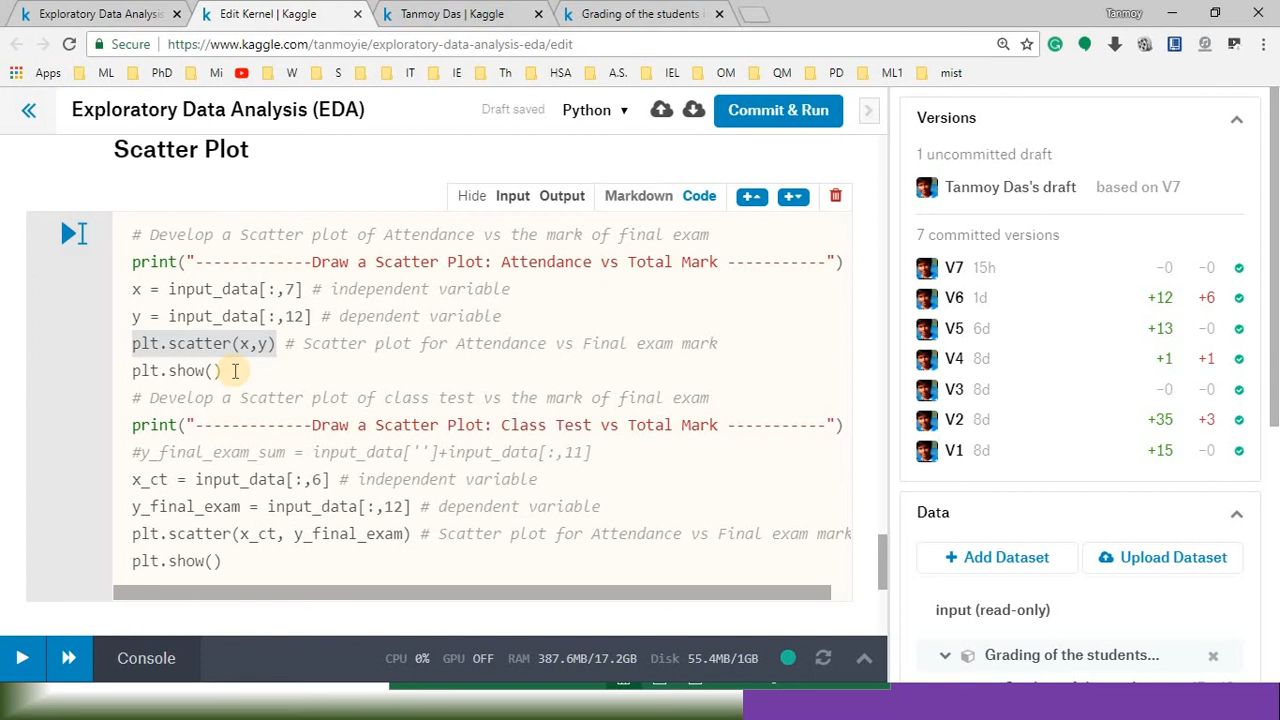 Exploratory Data Analysis
Edit Kernel | Kaggle
Tanmoy Das | Kaggle
Grading of the students
Tanmoy
Secure
https://www.kaggle.com/tanmoyie/exploratory-data-analysis-eda/edit
Apps
ML
PhD
Mi
W
S
IT
IE
Th
HSA
A.S.
IEL
OM
QM
PD
ML1
mist
Exploratory Data Analysis (EDA)
Draft saved
Python
Commit & Run
Scatter Plot
Hide Input Output Markdown Code
# Develop a Scatter plot of Attendance vs the mark of final exam
print("-------------Draw a Scatter Plot: Attendance vs Total Mark -----------")
x = input_data[:,7] # independent variable
y = input_data[:,12] # dependent variable
plt.scatter(x,y) # Scatter plot for Attendance vs Final exam mark
plt.show()
# Develop a Scatter plot of class test vs the mark of final exam
print("-------------Draw a Scatter Plot: Class Test vs Total Mark -----------")
#y_final_exam_sum = input_data['']+input_data[:,11]
x_ct = input_data[:,6] # independent variable
y_final_exam = input_data[:,12] # dependent variable
plt.scatter(x_ct, y_final_exam) # Scatter plot for Attendance vs Final exam mark
plt.show()
Console
CPU 0% GPU OFF RAM 387.6MB/17.2GB Disk 55.4MB/1GB
Versions
1 uncommitted draft
Tanmoy Das's draft based on V7
7 committed versions
V7 15h −0 −0
V6 1d +12 +6
V5 6d +13 −0
V4 8d +1 +1
V3 8d −0 −0
V2 8d +35 +3
V1 8d +15 −0
Data
+ Add Dataset
Upload Dataset
input (read-only)
Grading of the students...